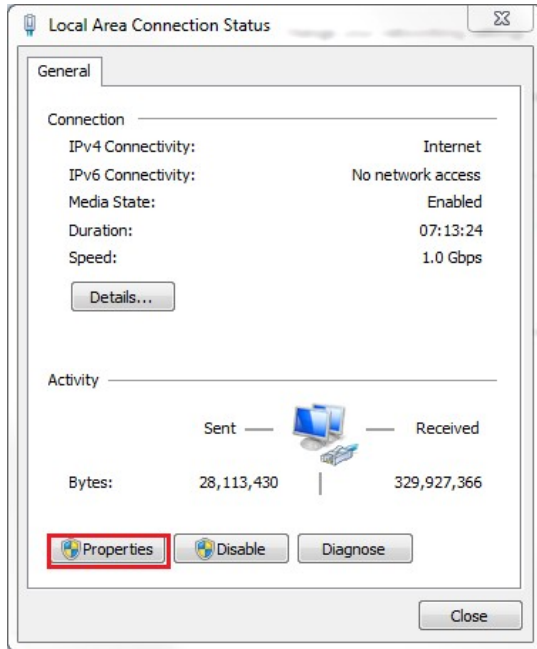 Local Area Connection Status
General
Connection
IPv4 Connectivity: Internet
IPv6 Connectivity: No network access
Media State: Enabled
Duration: 07:13:24
Speed: 1.0 Gbps
Details...
Activity
Sent Received
Bytes: 28,113,430 329,927,366
Properties Disable Diagnose
Close